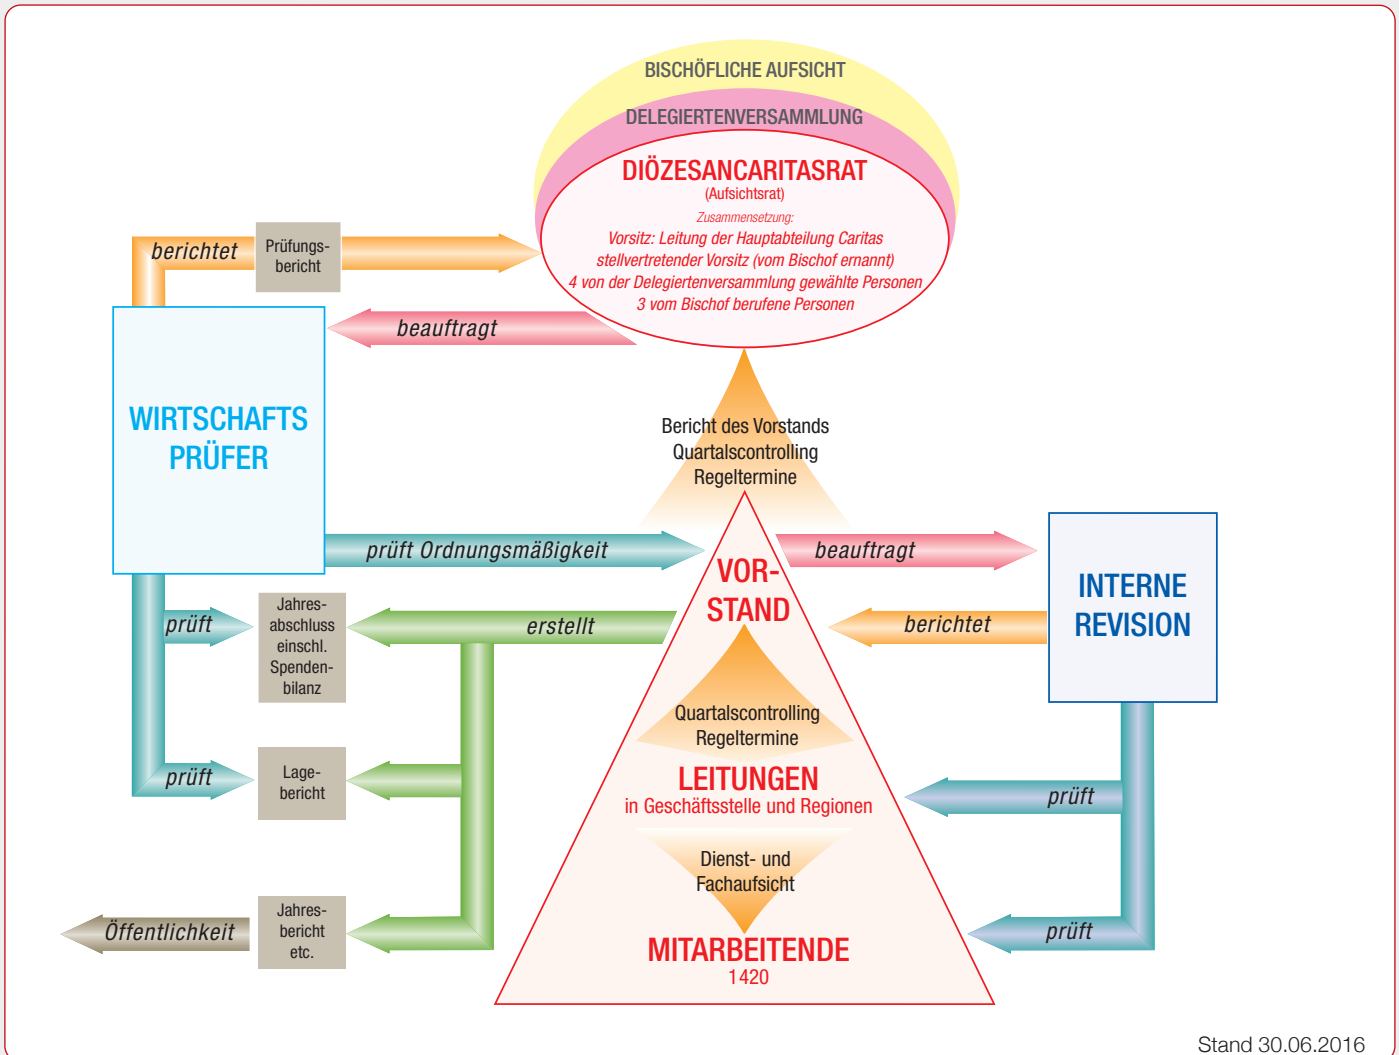 BISCHÖFLICHE AUFSICHT
DELEGIERTENVERSAMMLUNG
DIÖZESANCARITASRAT
(Aufsichtsrat)
Zusammensetzung:
Vorsitz: Leitung der Hauptabteilung Caritas
stellvertretender Vorsitz (vom Bischof ernannt)
4 von der Delegiertenversammlung gewählte Personen
3 vom Bischof berufene Personen
berichtet
Prüfungs-
bericht
beauftragt
WIRTSCHAFTS
PRÜFER
Bericht des Vorstands
Quartalscontrolling
Regeltermine
prüft Ordnungsmäßigkeit
VOR-
STAND
beauftragt
INTERNE
REVISION
berichtet
prüft
Jahres-
abschluss
einschl.
Spenden-
bilanz
erstellt
Quartalscontrolling
Regeltermine
prüft
Lage-
bericht
LEITUNGEN
in Geschäftsstelle und Regionen
prüft
Dienst- und
Fachaufsicht
Öffentlichkeit
Jahres-
bericht
etc.
MITARBEITENDE
1420
prüft
Stand 30.06.2016